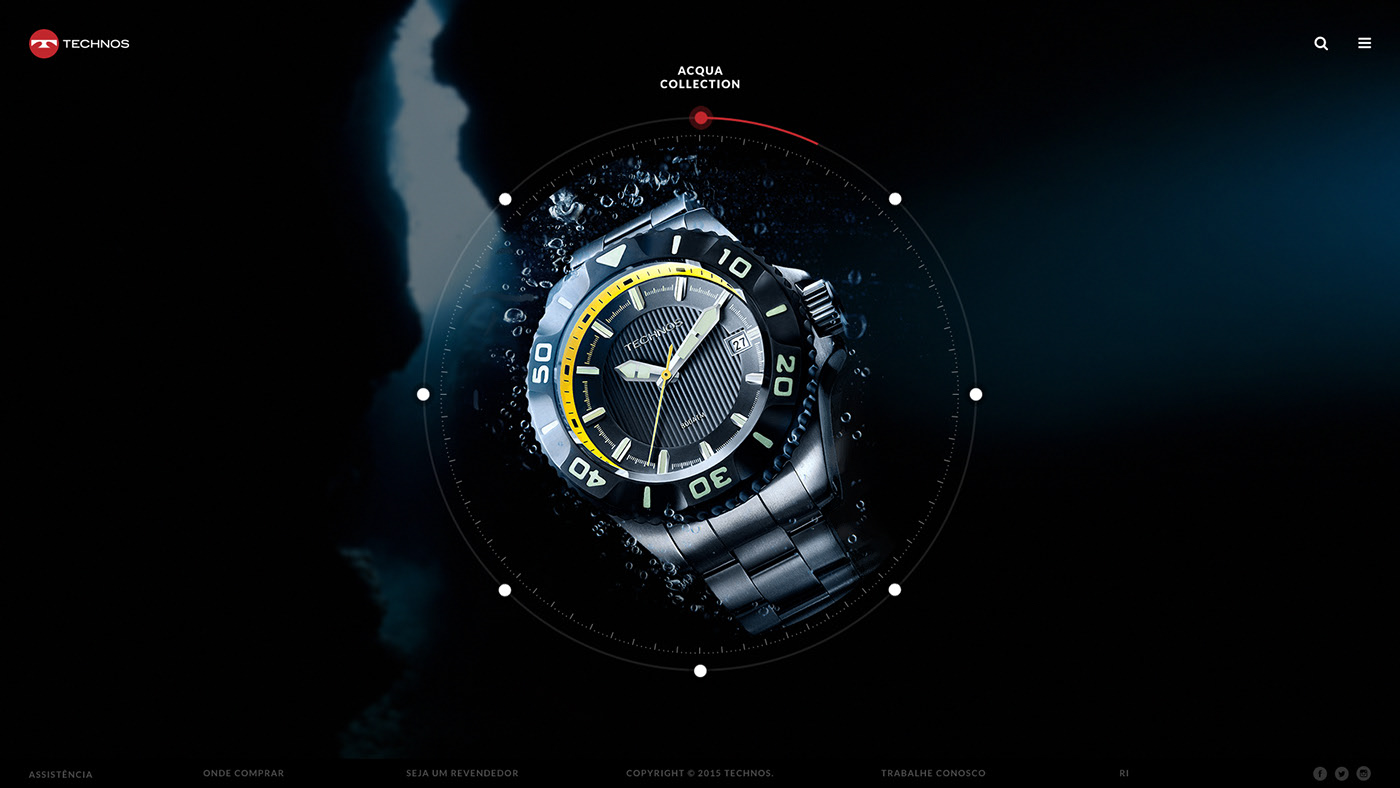 TECHNOS
ACQUA
COLLECTION
10
50
TECHNOS
27
20
40
30
ASSISTÊNCIA
ONDE COMPRAR
SEJA UM REVENDEDOR
COPYRIGHT © 2015 TECHNOS.
TRABALHE CONOSCO
RI